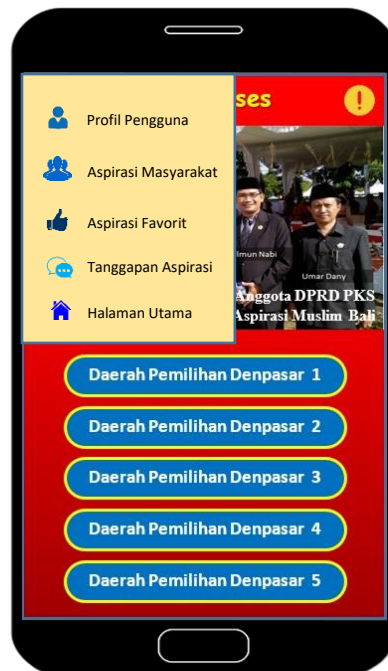 ses
!
Profil Pengguna
Aspirasi Masyarakat
Aspirasi Favorit
Tanggapan Aspirasi
Halaman Utama
lmun Nabi
Umar Dany
Anggota DPRD PKS
Aspirasi Muslim Bali
Daerah Pemilihan Denpasar 1
Daerah Pemilihan Denpasar 2
Daerah Pemilihan Denpasar 3
Daerah Pemilihan Denpasar 4
Daerah Pemilihan Denpasar 5